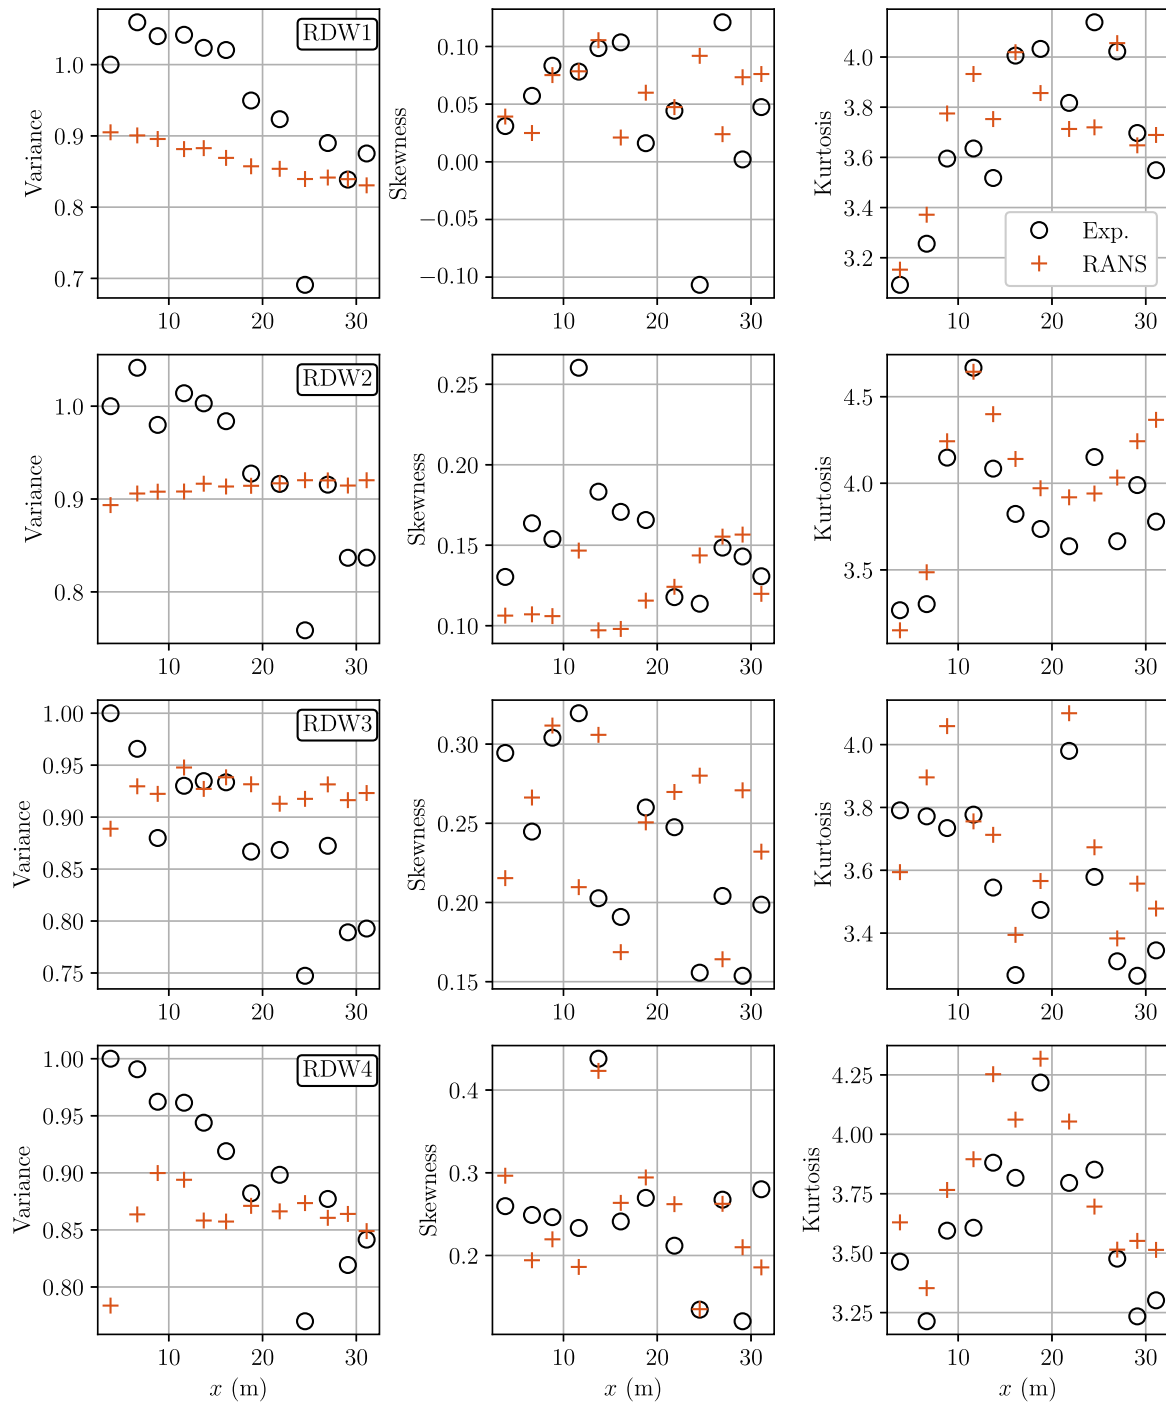 RDW1
Variance
1.0
0.9
0.8
0.7
10 20 30
Skewness
0.10
0.05
0.00
−0.05
−0.10
10 20 30
Kurtosis
4.0
3.8
3.6
3.4
3.2
Exp.
RANS
10 20 30
RDW2
Variance
1.0
0.9
0.8
10 20 30
Skewness
0.25
0.20
0.15
0.10
10 20 30
Kurtosis
4.5
4.0
3.5
10 20 30
RDW3
Variance
1.00
0.95
0.90
0.85
0.80
0.75
10 20 30
Skewness
0.30
0.25
0.20
0.15
10 20 30
Kurtosis
4.0
3.8
3.6
3.4
10 20 30
RDW4
Variance
1.00
0.95
0.90
0.85
0.80
10 20 30
x (m)
Skewness
0.4
0.3
0.2
10 20 30
x (m)
Kurtosis
4.25
4.00
3.75
3.50
3.25
10 20 30
x (m)